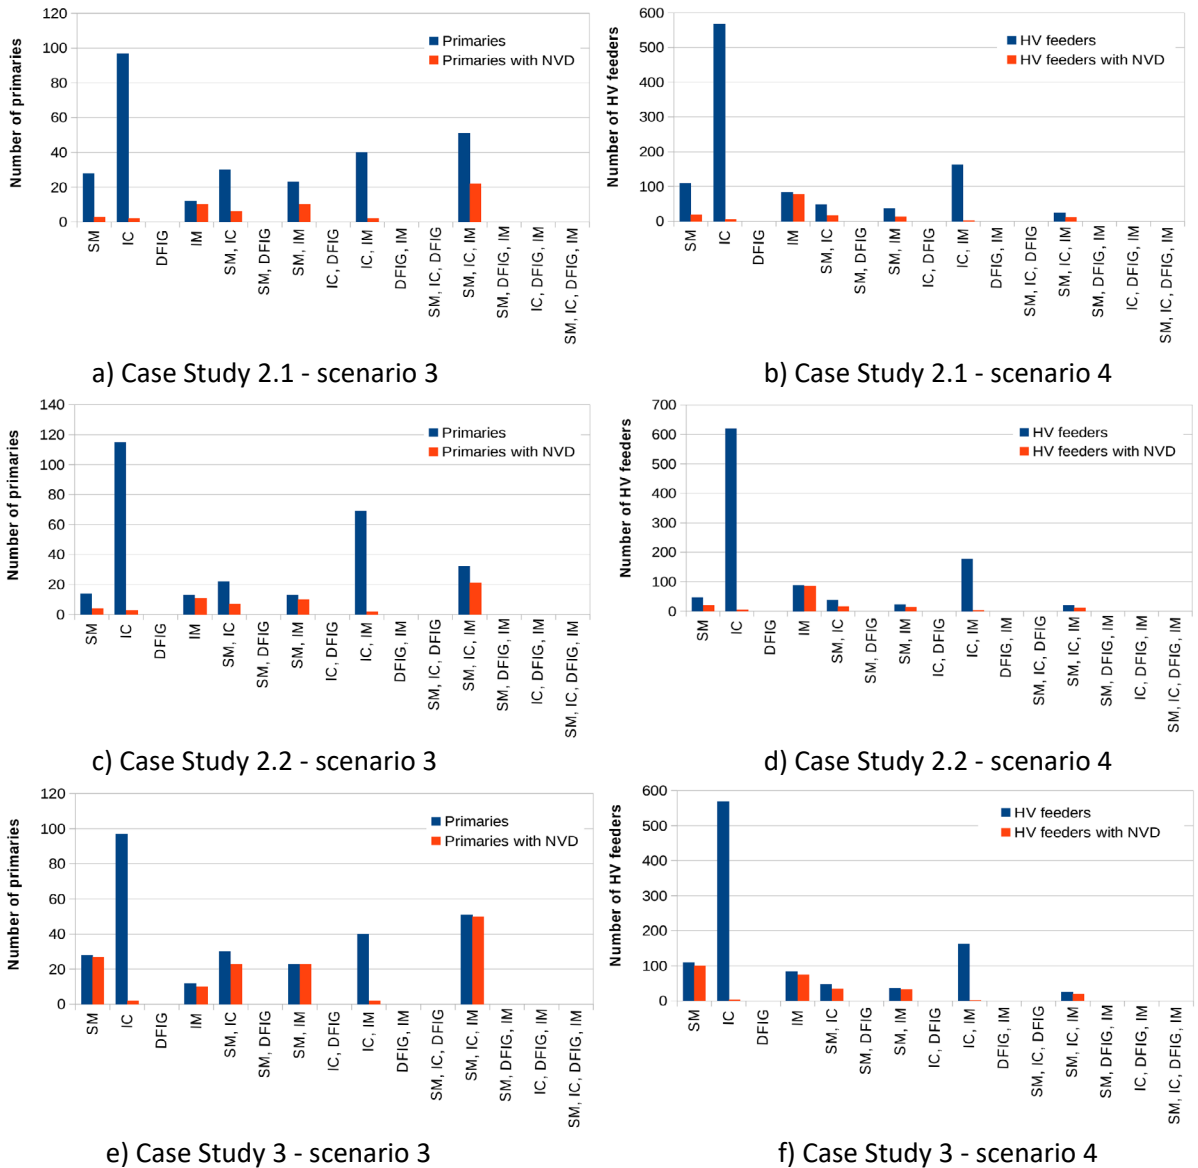 120
100
80
60
40
20
0
Number of primaries
Primaries
Primaries with NVD
SM
IC
DFIG
IM
SM, IC
SM, DFIG
SM, IM
IC, DFIG
IC, IM
DFIG, IM
SM, IC, DFIG
SM, IC, IM
SM, DFIG, IM
IC, DFIG, IM
SM, IC, DFIG, IM
a) Case Study 2.1 - scenario 3
600
500
400
300
200
100
0
Number of HV feeders
HV feeders
HV feeders with NVD
SM
IC
DFIG
IM
SM, IC
SM, DFIG
SM, IM
IC, DFIG
IC, IM
DFIG, IM
SM, IC, DFIG
SM, IC, IM
SM, DFIG, IM
IC, DFIG, IM
SM, IC, DFIG, IM
b) Case Study 2.1 - scenario 4
140
120
100
80
60
40
20
0
Number of primaries
Primaries
Primaries with NVD
SM
IC
DFIG
IM
SM, IC
SM, DFIG
SM, IM
IC, DFIG
IC, IM
DFIG, IM
SM, IC, DFIG
SM, IC, IM
SM, DFIG, IM
IC, DFIG, IM
SM, IC, DFIG, IM
c) Case Study 2.2 - scenario 3
700
600
500
400
300
200
100
0
Number of HV feeders
HV feeders
HV feeders with NVD
SM
IC
DFIG
IM
SM, IC
SM, DFIG
SM, IM
IC, DFIG
IC, IM
DFIG, IM
SM, IC, DFIG
SM, IC, IM
SM, DFIG, IM
IC, DFIG, IM
SM, IC, DFIG, IM
d) Case Study 2.2 - scenario 4
120
100
80
60
40
20
0
Number of primaries
Primaries
Primaries with NVD
SM
IC
DFIG
IM
SM, IC
SM, DFIG
SM, IM
IC, DFIG
IC, IM
DFIG, IM
SM, IC, DFIG
SM, IC, IM
SM, DFIG, IM
IC, DFIG, IM
SM, IC, DFIG, IM
e) Case Study 3 - scenario 3
600
500
400
300
200
100
0
Number of HV feeders
HV feeders
HV feeders with NVD
SM
IC
DFIG
IM
SM, IC
SM, DFIG
SM, IM
IC, DFIG
IC, IM
DFIG, IM
SM, IC, DFIG
SM, IC, IM
SM, DFIG, IM
IC, DFIG, IM
SM, IC, DFIG, IM
f) Case Study 3 - scenario 4